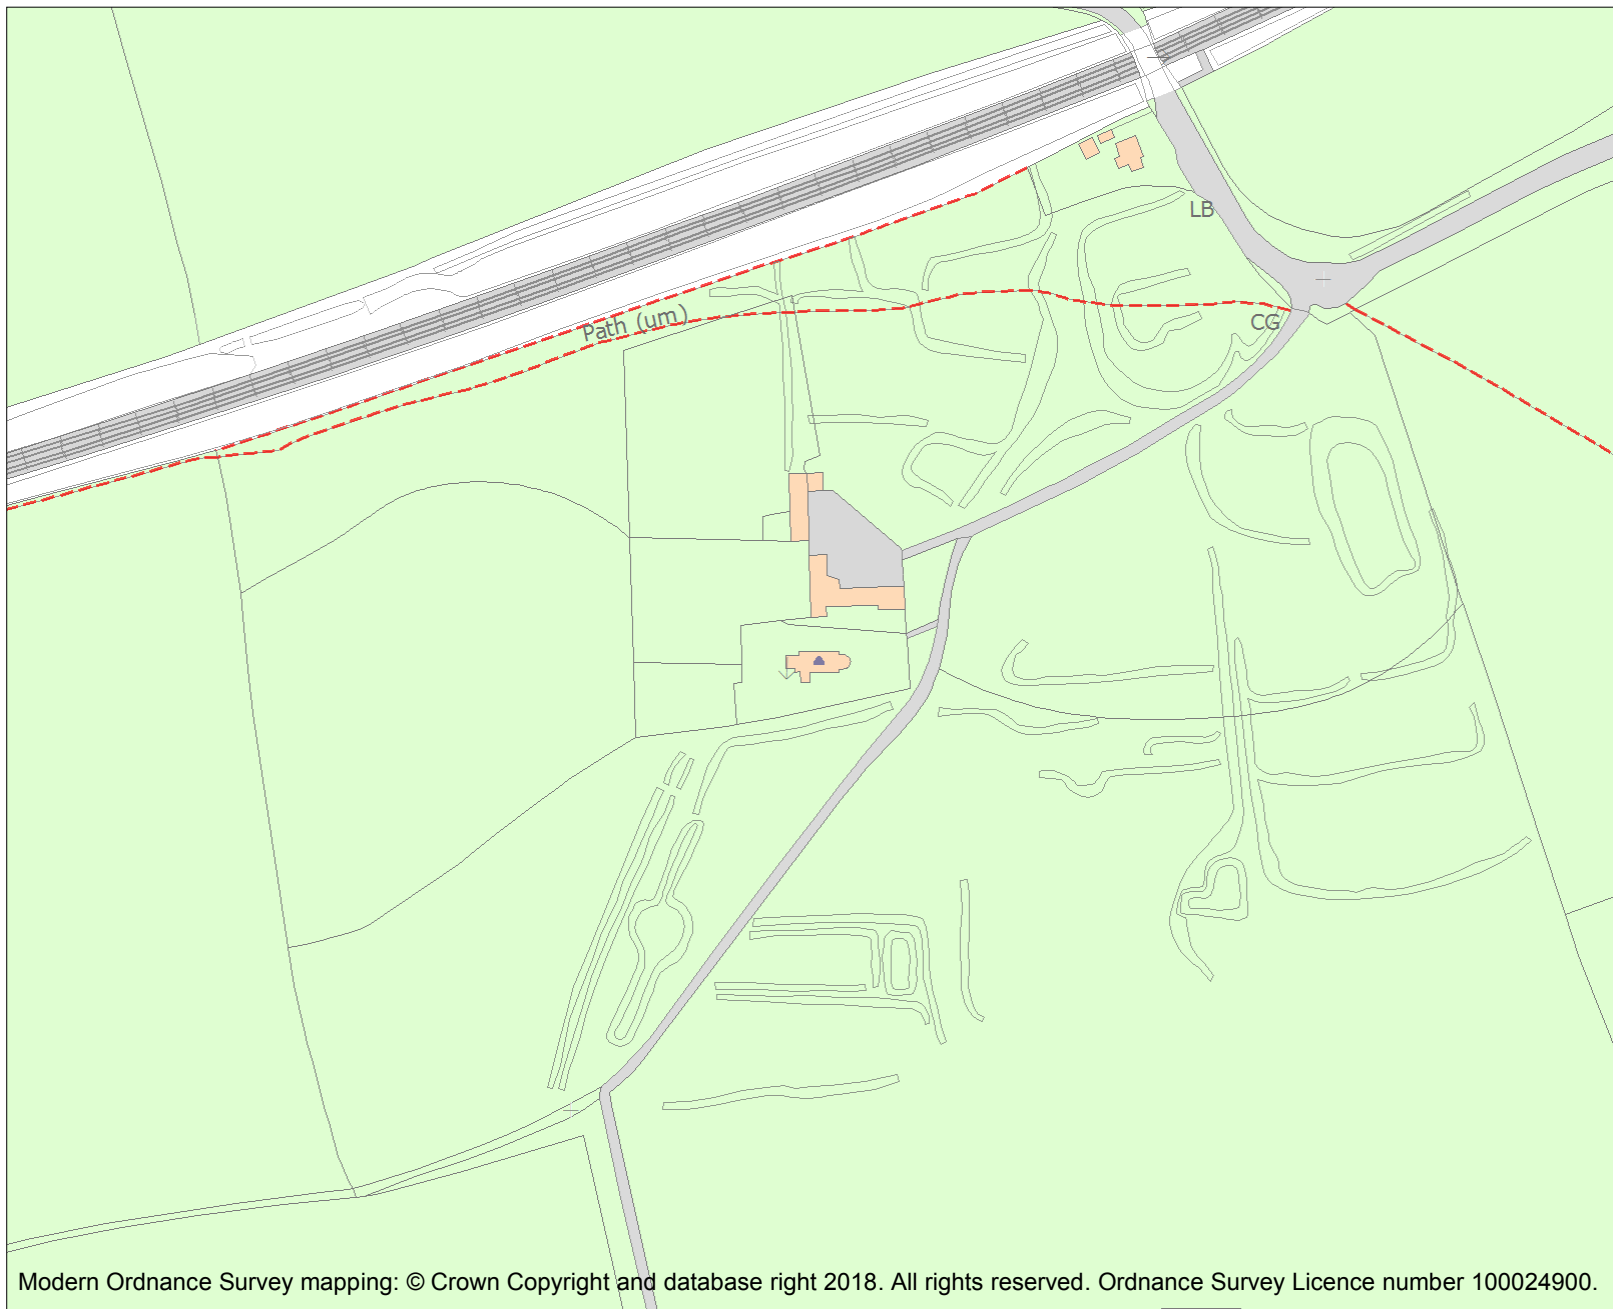 LB
Path (um)
CG
Modern Ordnance Survey mapping: © Crown Copyright and database right 2018. All rights reserved. Ordnance Survey Licence number 100024900.